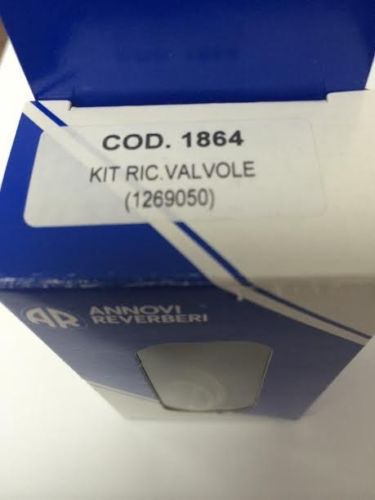 COD. 1864
KIT RIC.VALVOLE
(1269050)
AR ANNOVI
REVERBERI